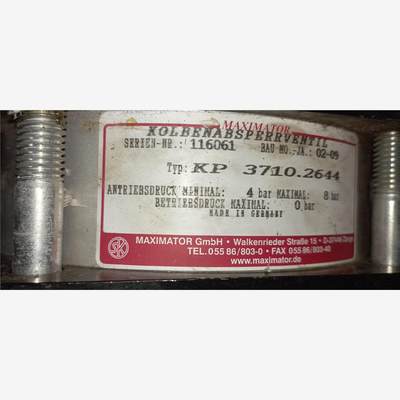 MAXIMATOR
KOLBENABSPERRVENTIL
SERIEN-NR.: 116061 BAU MO.-JA.: 02-09
Typ: KP 3710.2644
ANTRIEBSDRUCK MINIMAL: 4 bar MAXIMAL: 8 bar
BETRIEBSDRUCK MAXIMAL: 0 bar
MADE IN GERMANY
MAXIMATOR GmbH • Walkenrieder Straße 15 •
TEL. 055 86/803-0 • FAX 055 86/803-40
www.maximator.de